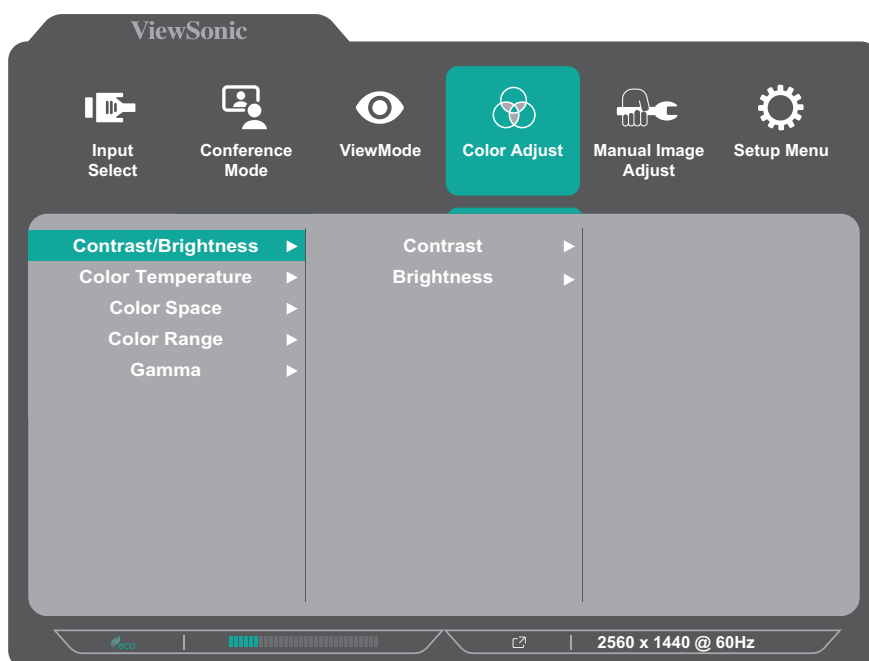 ViewSonic
Input
Select
Conference
Mode
ViewMode
Color Adjust
Manual Image
Adjust
Setup Menu
Contrast/Brightness
Color Temperature
Color Space
Color Range
Gamma
Contrast
Brightness
eco
2560 x 1440 @ 60Hz